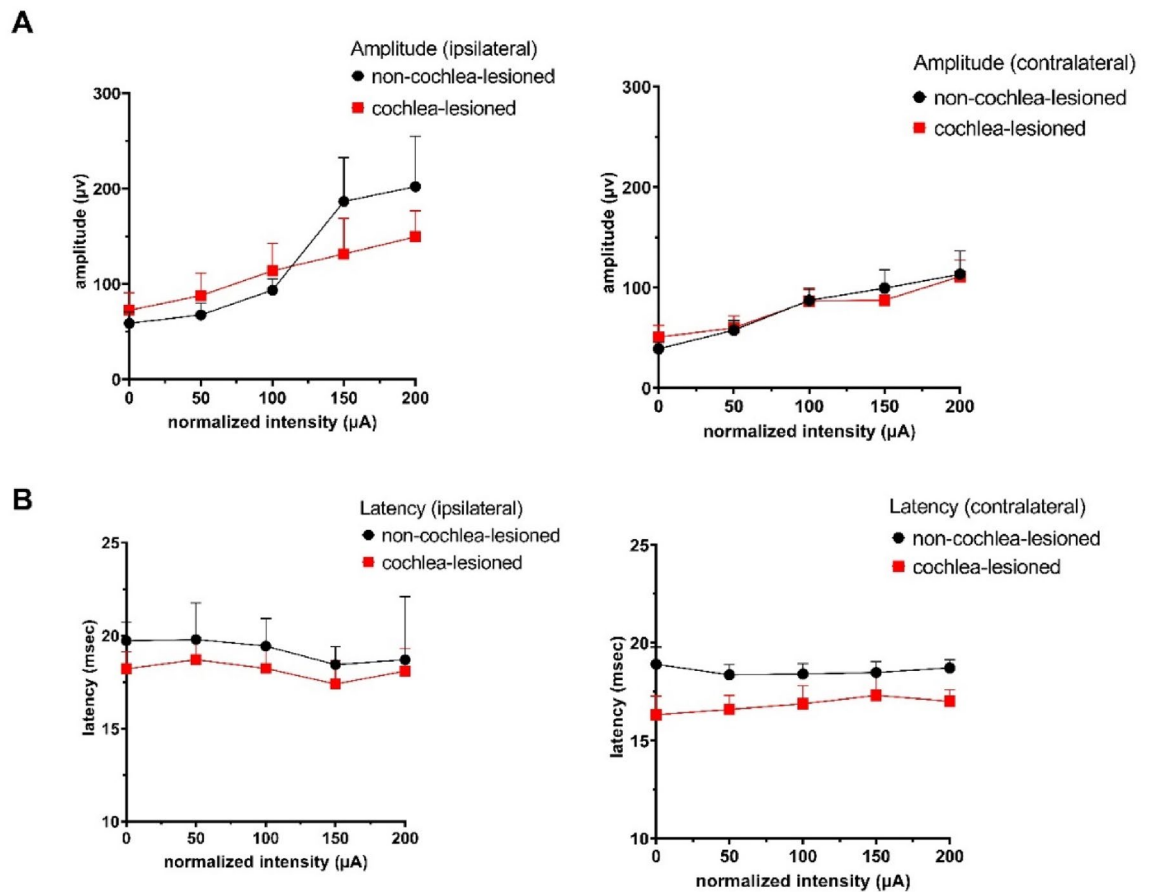 A
Amplitude (ipsilateral)
non-cochlea-lesioned
cochlea-lesioned
300
200
100
0
amplitude (µv)
0 50 100 150 200
normalized intensity (µA)
Amplitude (contralateral)
non-cochlea-lesioned
cochlea-lesioned
300
200
100
0
amplitude (µv)
0 50 100 150 200
normalized intensity (µA)
B
Latency (ipsilateral)
non-cochlea-lesioned
cochlea-lesioned
25
20
15
10
latency (msec)
0 50 100 150 200
normalized intensity (µA)
Latency (contralateral)
non-cochlea-lesioned
cochlea-lesioned
25
20
15
10
latency (msec)
0 50 100 150 200
normalized intensity (µA)